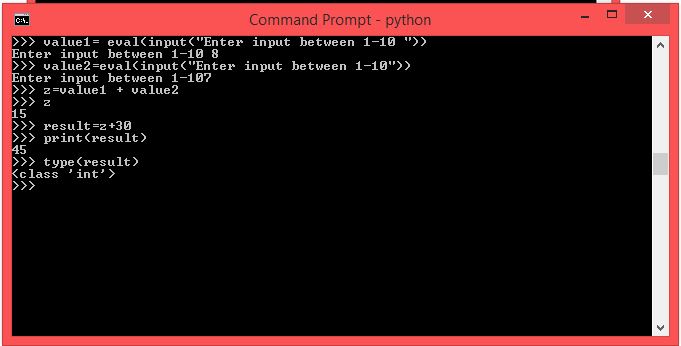 Command Prompt - python
>>> value1= eval(input("Enter input between 1-10 "))
Enter input between 1-10 8
>>> value2=eval(input("Enter input between 1-10"))
Enter input between 1-107
>>> z=value1 + value2
>>> z
15
>>> result=z+30
>>> print(result)
45
>>> type(result)
<class 'int'>
>>>